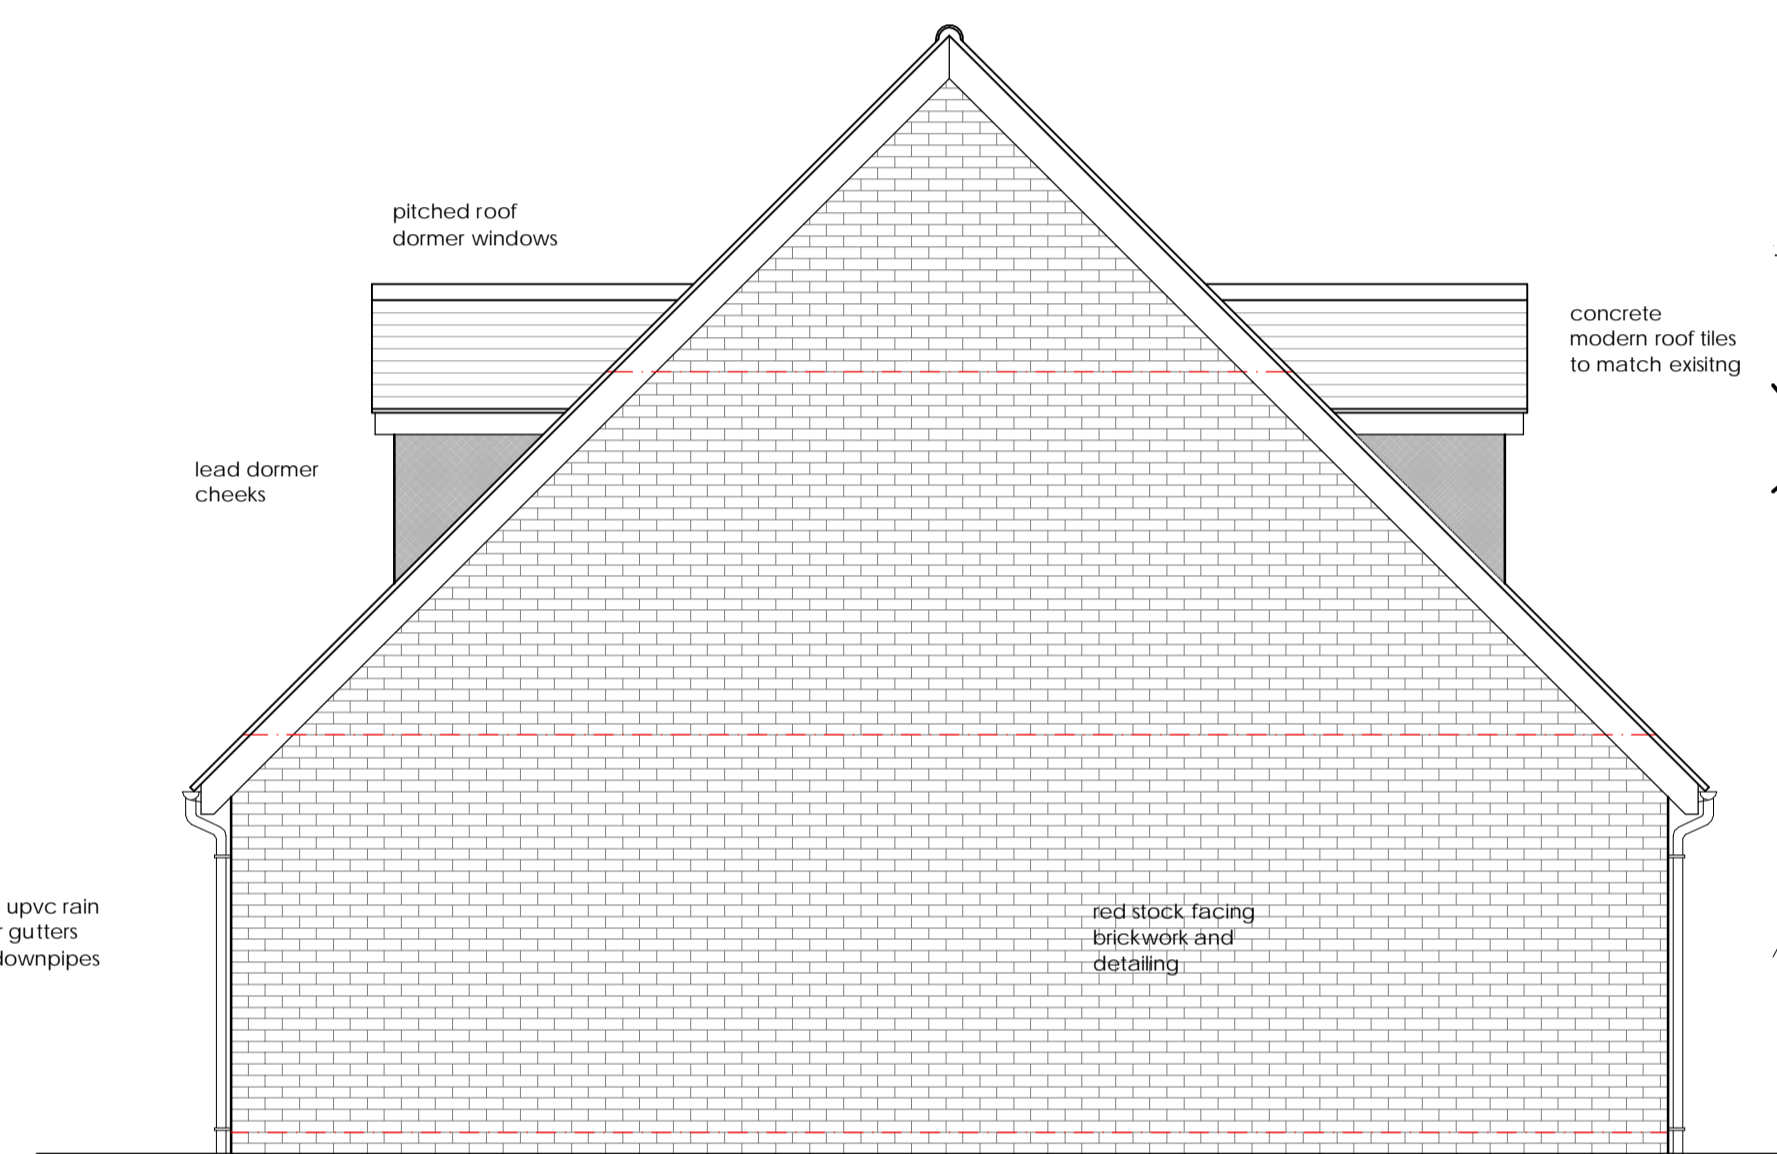 pitched roof
dormer windows
concrete
modern roof tiles
to match exisitng
lead dormer
cheeks
upvc rain
gutters
downpipes
red stock facing
brickwork and
detailing